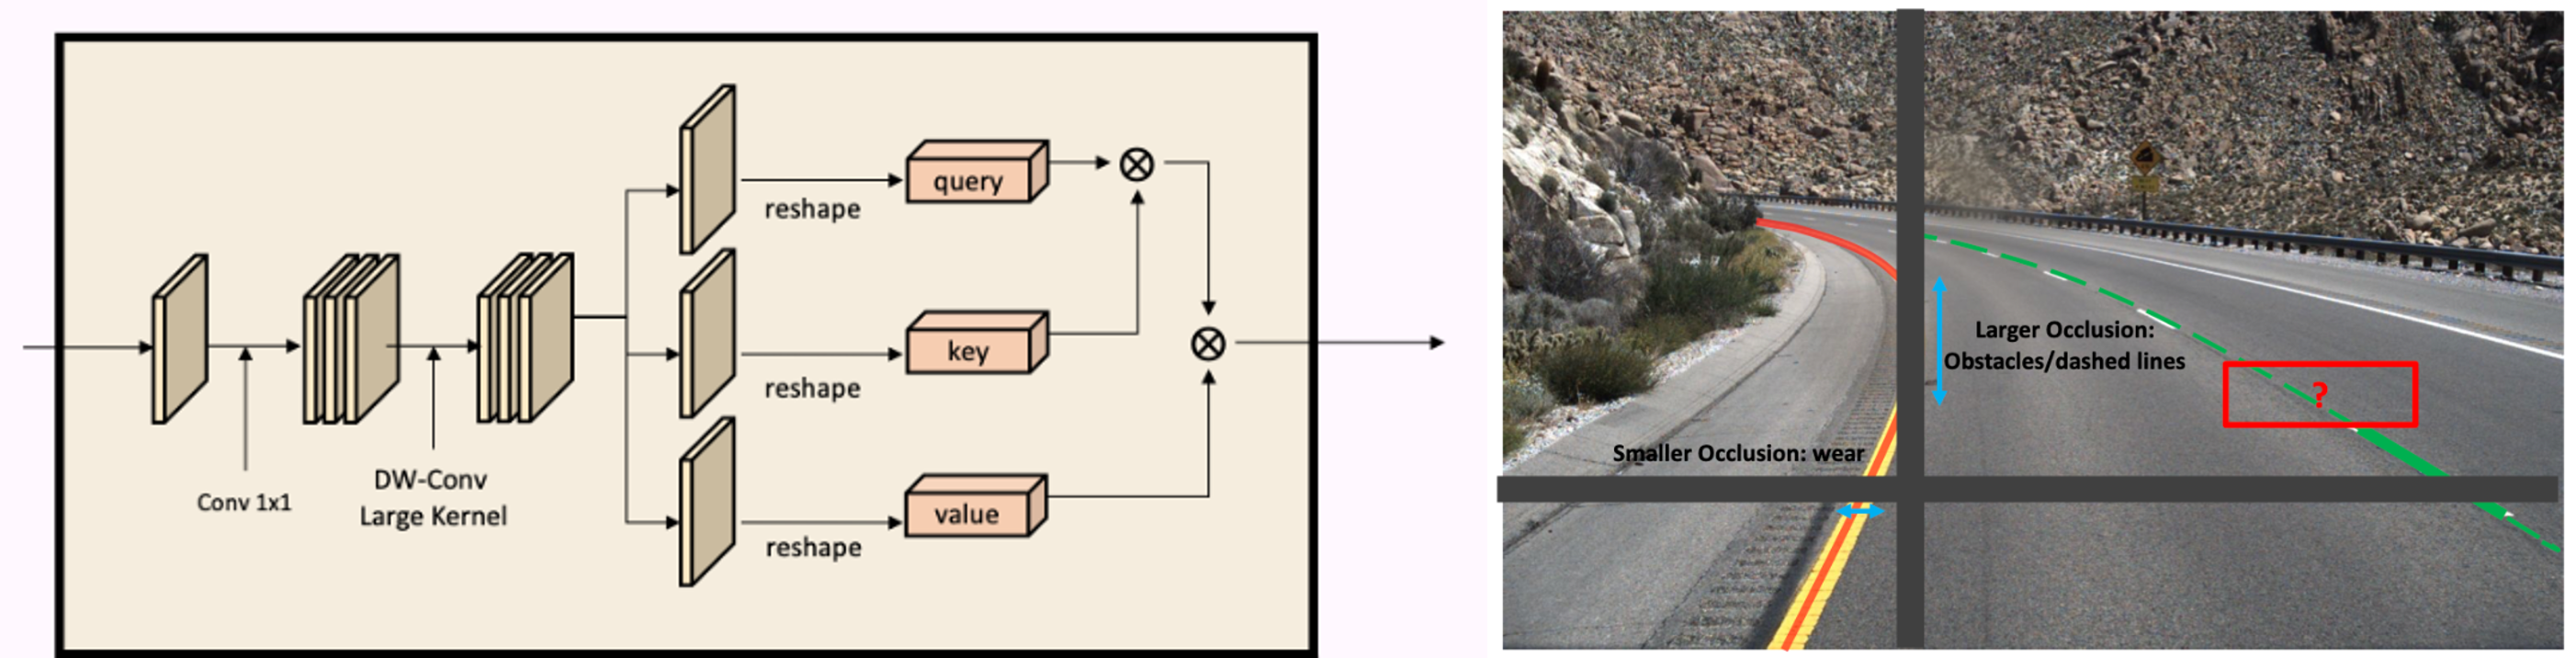 reshape
query
reshape
key
reshape
value
Conv 1x1
DW-Conv
Large Kernel
Larger Occlusion:
Obstacles/dashed lines
?
Smaller Occlusion: wear